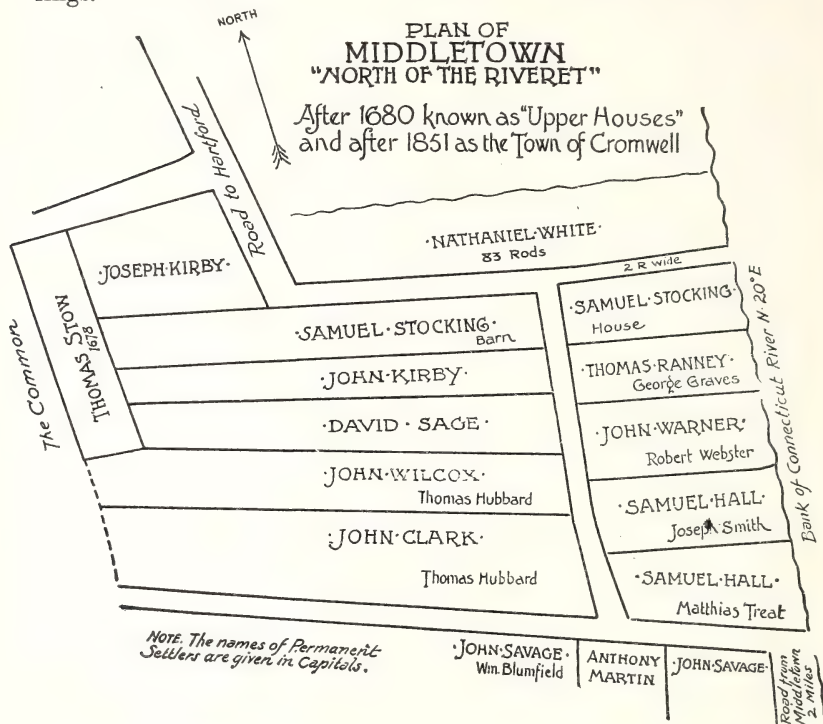 NORTH
PLAN OF
MIDDLETOWN
"NORTH OF THE RIVERET"
After 1680 known as "Upper Houses"
and after 1851 as the Town of Cromwell
Road to Hartford
·NATHANIEL·WHITE·
83 Rods
2 R wide
·JOSEPH·KIRBY·
The Common
THOMAS STOW
1678
·SAMUEL·STOCKING·
Barn
·JOHN·KIRBY·
·DAVID·SAGE·
·JOHN·WILCOX·
Thomas Hubbard
·JOHN·CLARK·
Thomas Hubbard
·SAMUEL·STOCKING·
House
·THOMAS·RANNEY·
George Graves
·JOHN·WARNER·
Robert Webster
·SAMUEL·HALL·
Joseph Smith
·SAMUEL·HALL·
Matthias Treat
Bank of Connecticut River N·20°E
NOTE. The names of Permanent
Settlers are given in Capitals.
·JOHN·SAVAGE·
Wm. Blumfield
ANTHONY
MARTIN
·JOHN·SAVAGE·
Road from
Middletown
2 Miles